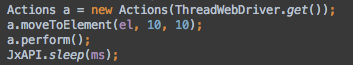 Actions a = new Actions(ThreadWebDriver.get());
a.moveToElement(el, 10, 10);
a.perform();
JxAPI.sleep(ms);